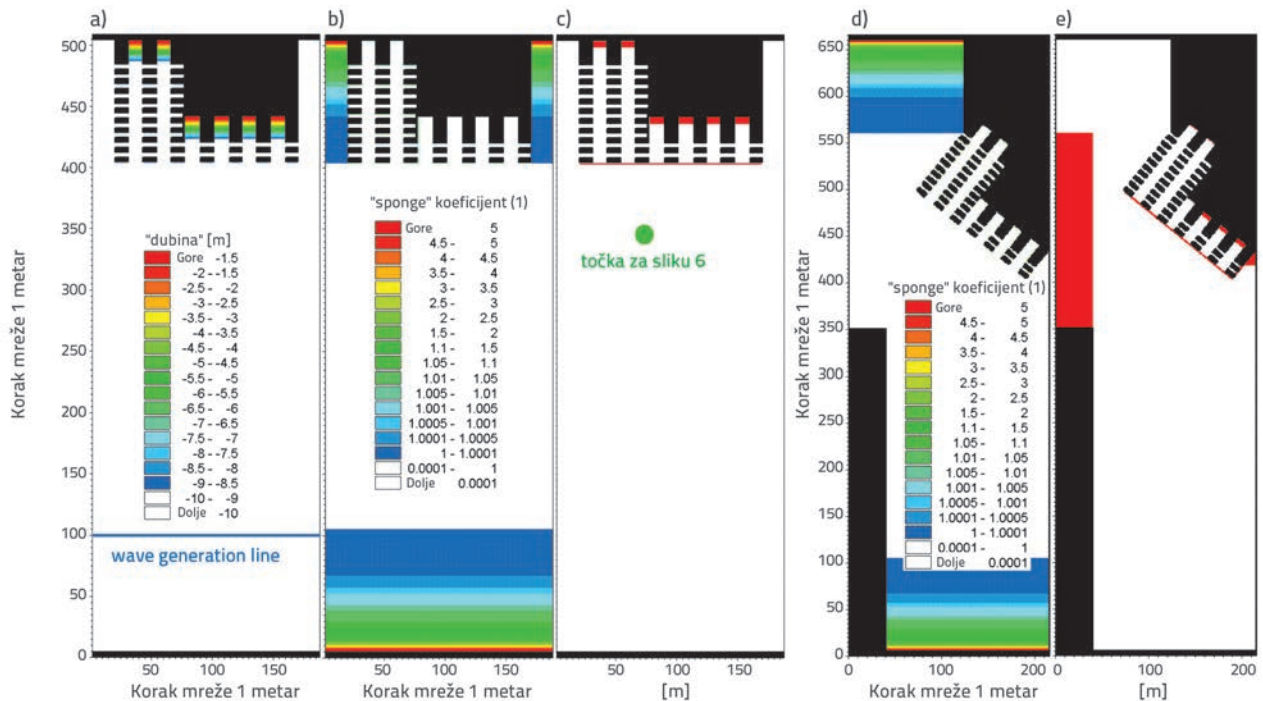 a)
b)
c)
d)
e)
500
450
400
350
300
250
200
150
100
50
0
Korak mreže 1 metar
"dubina" [m]
Gore -1.5
-2 - -1.5
-2.5 - -2
-3 - -2.5
-3.5 - -3
-4 - -3.5
-4.5 - -4
-5 - -4.5
-5.5 - -5
-6 - -5.5
-6.5 - -6
-7 - -6.5
-7.5 - -7
-8 - -7.5
-8.5 - -8
-9 - -8.5
-10 - -9
Dolje -10
wave generation line
50 100 150
Korak mreže 1 metar
"sponge" koeficijent (1)
Gore 5
4.5 - 5
4 - 4.5
3.5 - 4
3 - 3.5
2.5 - 3
2 - 2.5
1.5 - 2
1.1 - 1.5
1.05 - 1.1
1.01 - 1.05
1.005 - 1.01
1.001 - 1.005
1.0005 - 1.001
1.0001 - 1.0005
1 - 1.0001
0.0001 - 1
Dolje 0.0001
50 100 150
Korak mreže 1 metar
točka za sliku 6
50 100 150
[m]
650
600
550
500
450
400
350
300
250
200
150
100
50
0
Korak mreže 1 metar
"sponge" koeficijent (1)
Gore 5
4.5 - 5
4 - 4.5
3.5 - 4
3 - 3.5
2.5 - 3
2 - 2.5
1.5 - 2
1.1 - 1.5
1.05 - 1.1
1.01 - 1.05
1.005 - 1.01
1.001 - 1.005
1.0005 - 1.001
1.0001 - 1.0005
1 - 1.0001
0.0001 - 1
Dolje 0.0001
0 100 200
Korak mreže 1 metar
0 100 200
[m]